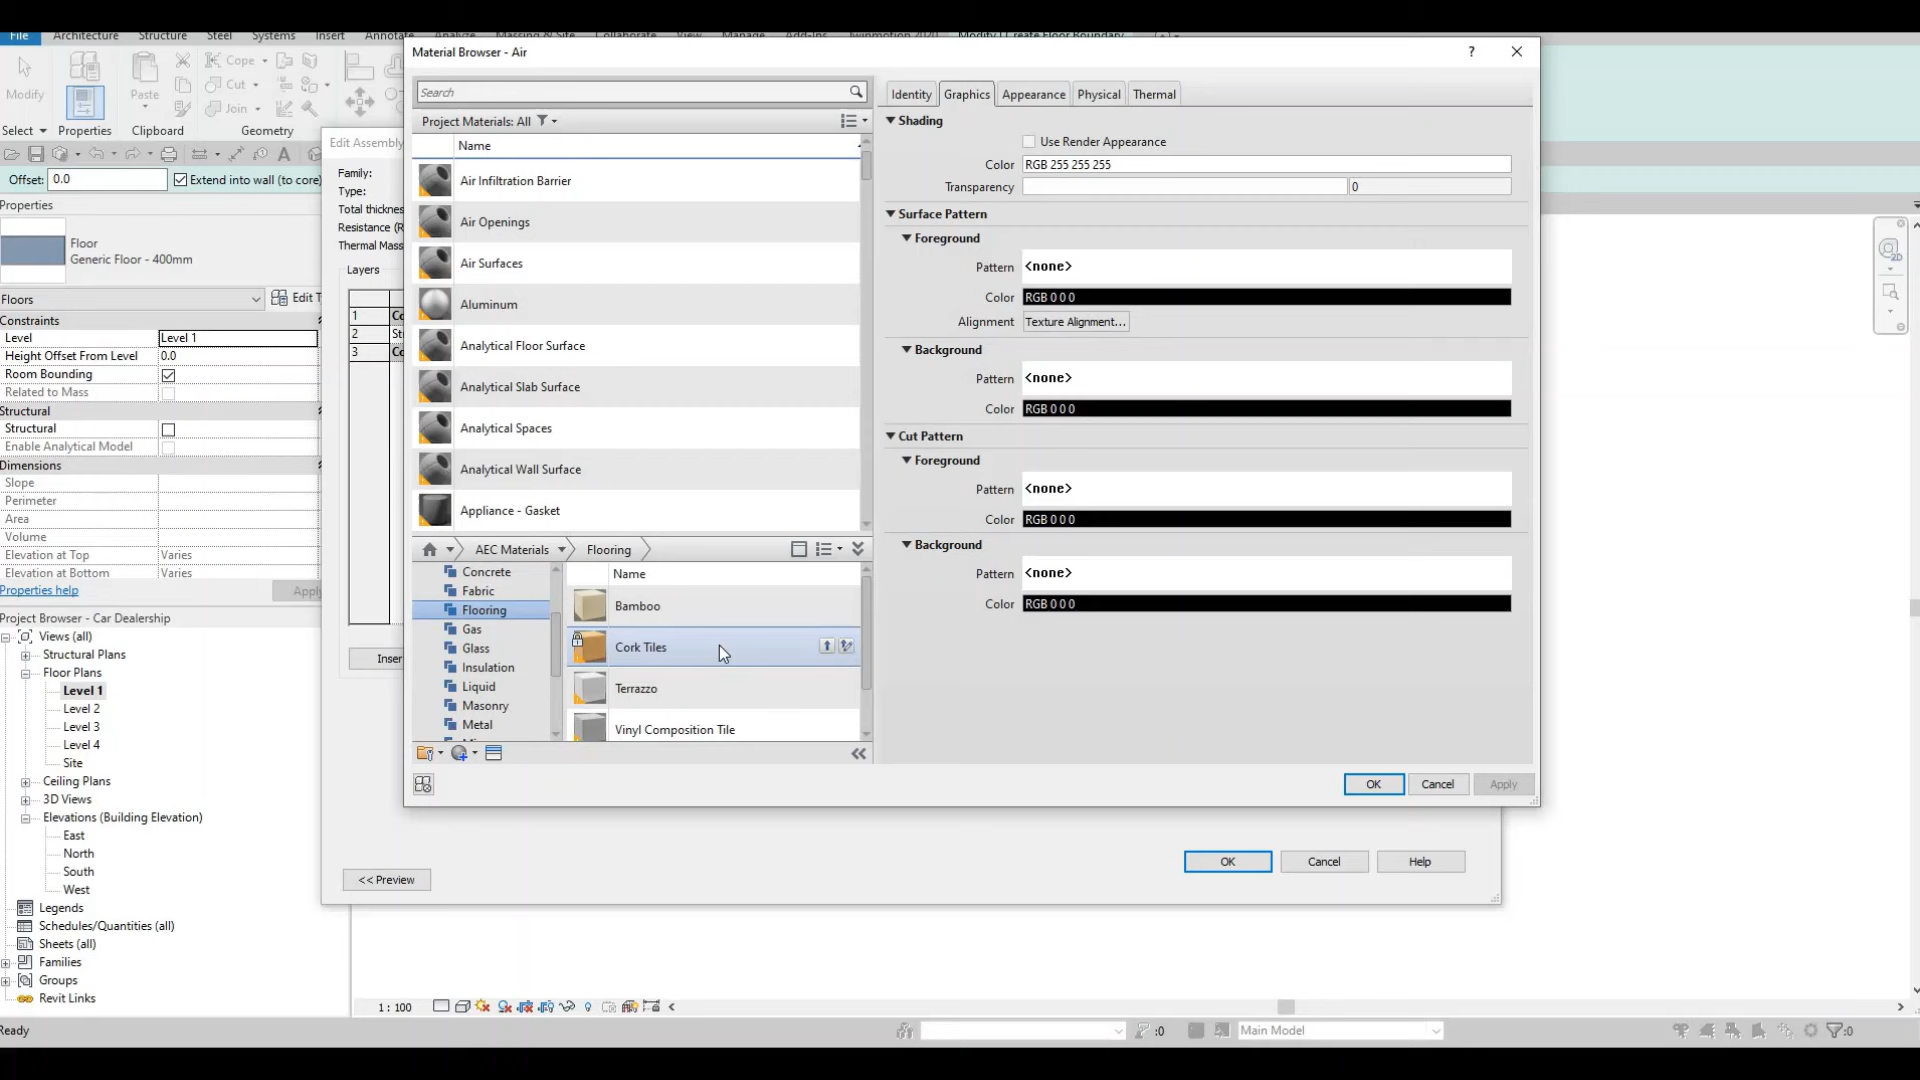 File Architecture Structure Steel Systems Insert Annotate
Material Browser - Air
?
Modify
Paste
Cope
Cut
Join
Select Properties Clipboard Geometry
Offset: 0.0 Extend into wall (to core)
Properties
Floor
Generic Floor - 400mm
Floors
Edit T
Constraints
Level Level 1
Height Offset From Level 0.0
Room Bounding
Related to Mass
Structural
Structural
Enable Analytical Model
Dimensions
Slope
Perimeter
Area
Volume
Elevation at Top Varies
Elevation at Bottom Varies
Properties help
Apply
Project Browser - Car Dealership
Views (all)
Structural Plans
Floor Plans
Level 1
Level 2
Level 3
Level 4
Site
Ceiling Plans
3D Views
Elevations (Building Elevation)
East
North
South
West
Legends
Schedules/Quantities (all)
Sheets (all)
Families
Groups
Revit Links
Edit Assembly
Family:
Type:
Total thickness
Resistance (R
Thermal Mass
Layers
1 Co
2 St
3 Co
Inser
<< Preview
OK Cancel Help
Search
Project Materials: All
Name
Air Infiltration Barrier
Air Openings
Air Surfaces
Aluminum
Analytical Floor Surface
Analytical Slab Surface
Analytical Spaces
Analytical Wall Surface
Appliance - Gasket
AEC Materials Flooring
Concrete
Fabric
Flooring
Gas
Glass
Insulation
Liquid
Masonry
Metal
Name
Bamboo
Cork Tiles
Terrazzo
Vinyl Composition Tile
Identity Graphics Appearance Physical Thermal
Shading
Use Render Appearance
Color RGB 255 255 255
Transparency 0
Surface Pattern
Foreground
Pattern <none>
Color RGB 0 0 0
Alignment Texture Alignment...
Background
Pattern <none>
Color RGB 0 0 0
Cut Pattern
Foreground
Pattern <none>
Color RGB 0 0 0
Background
Pattern <none>
Color RGB 0 0 0
OK Cancel Apply
1 : 100
Ready
:0
Main Model
:0